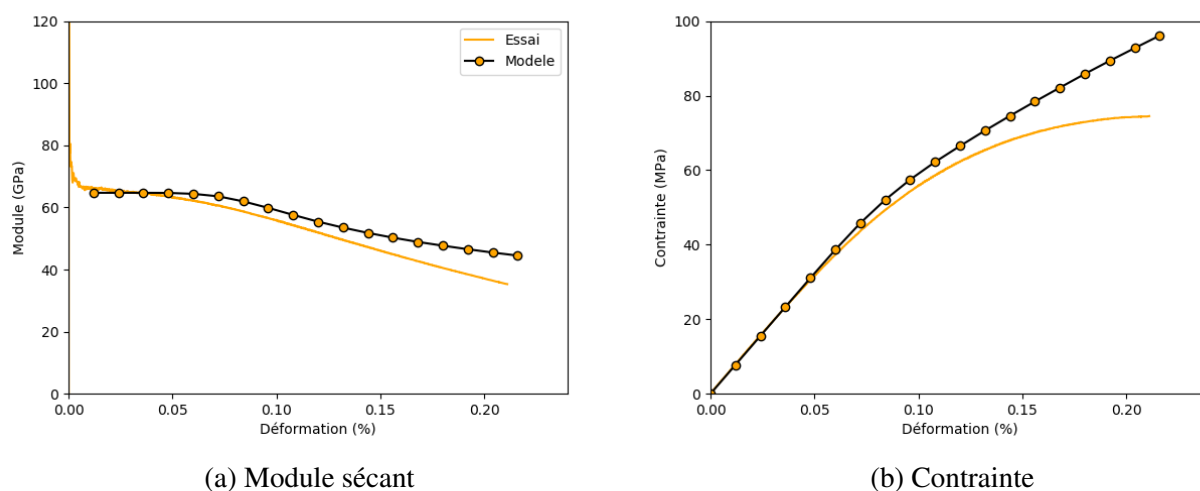 120
100
80
60
40
20
0
0.00 0.05 0.10 0.15 0.20
Module (GPa)
Déformation (%)
Essai
Modele
(a) Module sécant
100
80
60
40
20
0
0.00 0.05 0.10 0.15 0.20
Contrainte (MPa)
Déformation (%)
(b) Contrainte